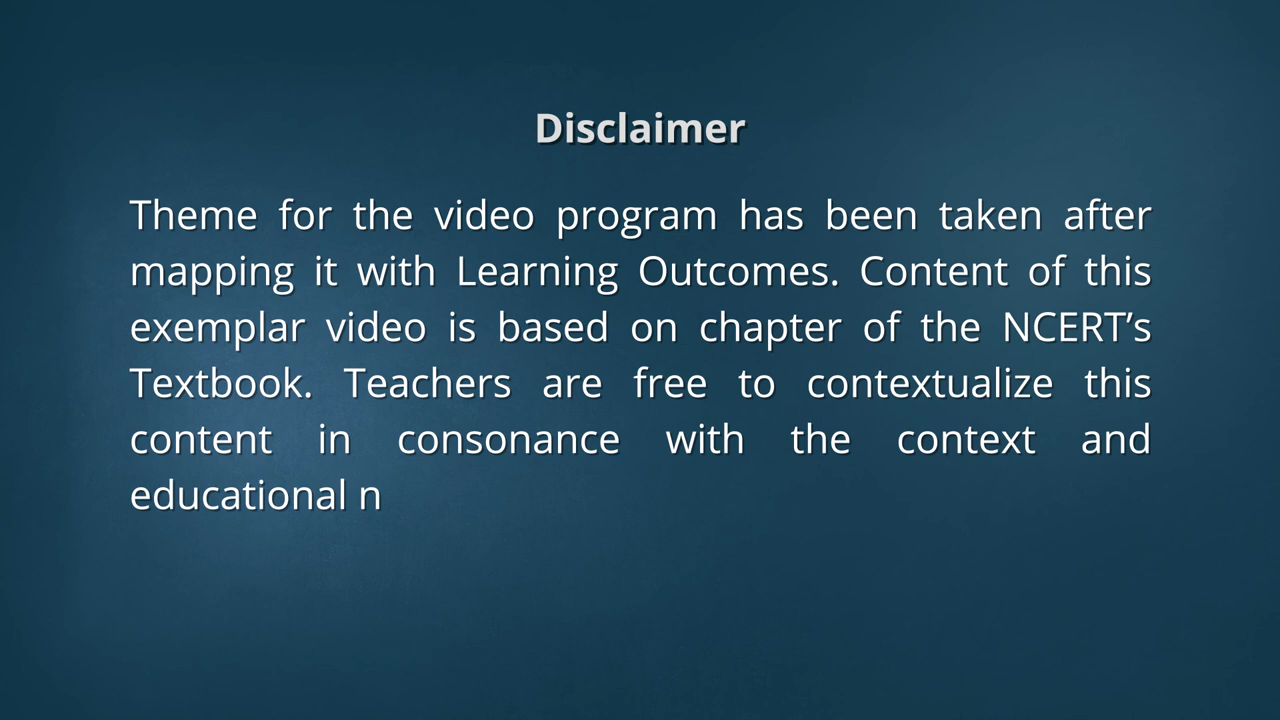 Disclaimer
Theme for the video program has been taken after
mapping it with Learning Outcomes. Content of this
exemplar video is based on chapter of the NCERT’s
Textbook. Teachers are free to contextualize this
content in consonance with the context and
educational n